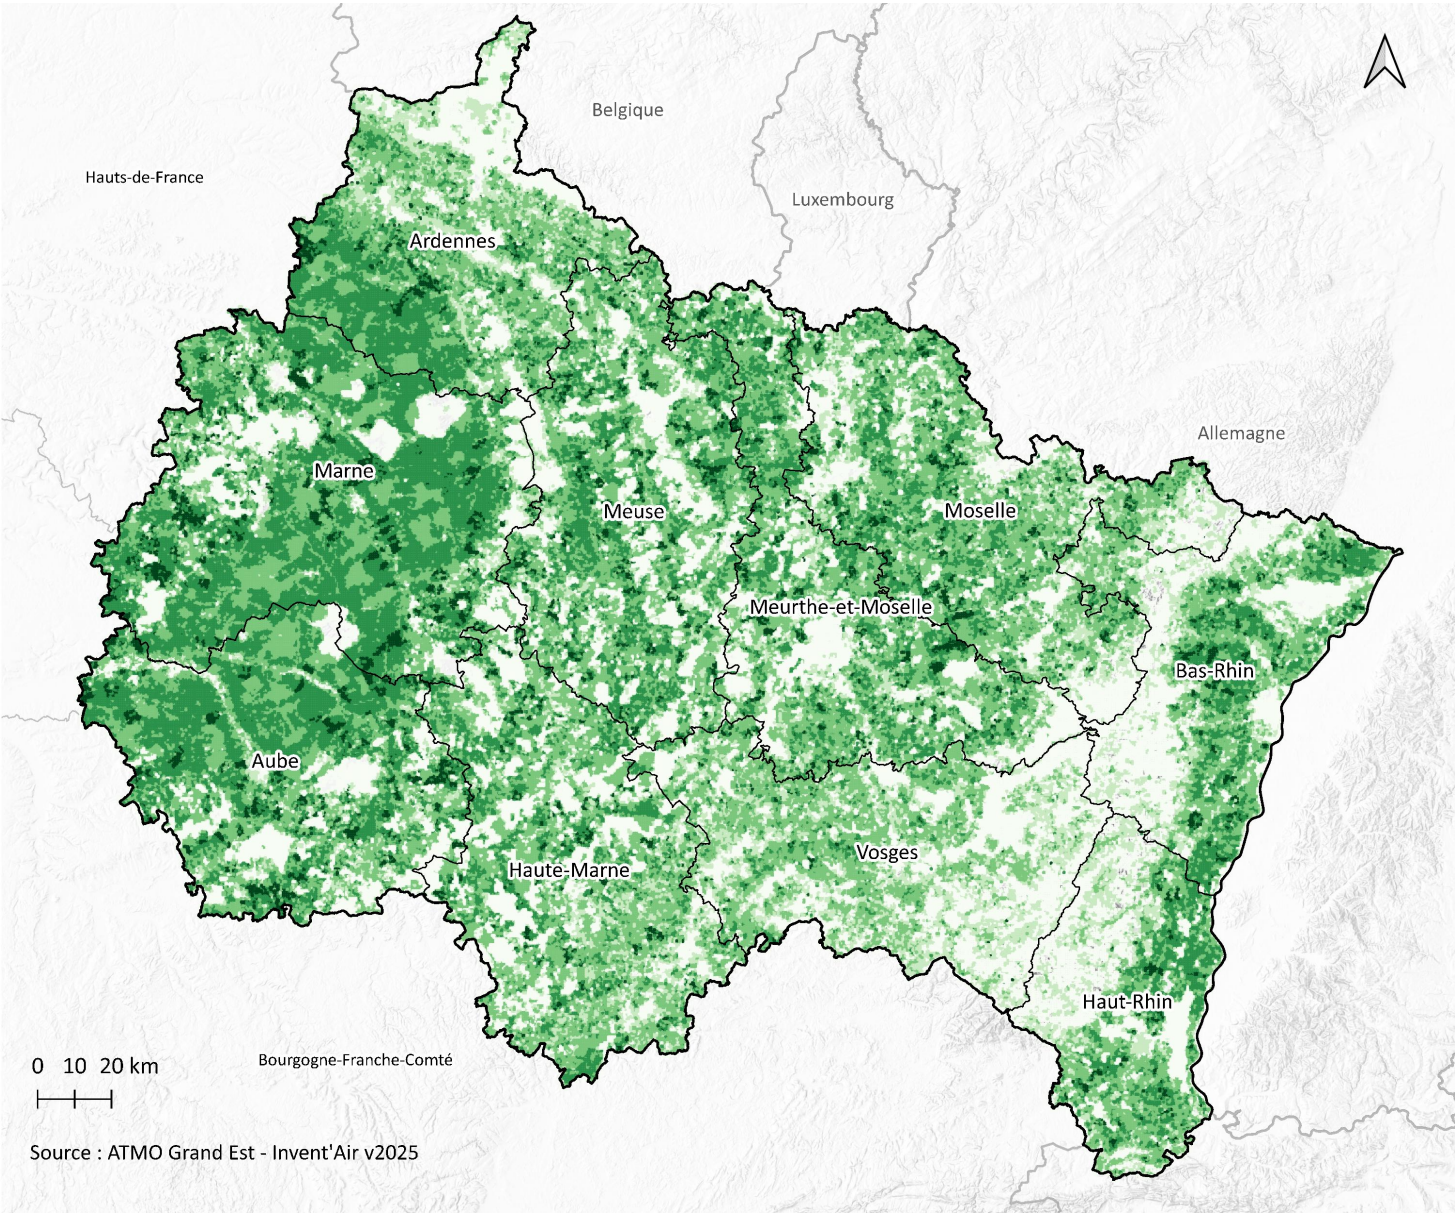 Belgique
Hauts-de-France
Luxembourg
Ardennes
Allemagne
Marne
Meuse
Moselle
Meurthe-et-Moselle
Bas-Rhin
Aube
Vosges
Haute-Marne
Haut-Rhin
Bourgogne-Franche-Comté
0 10 20 km
Source : ATMO Grand Est - Invent'Air v2025